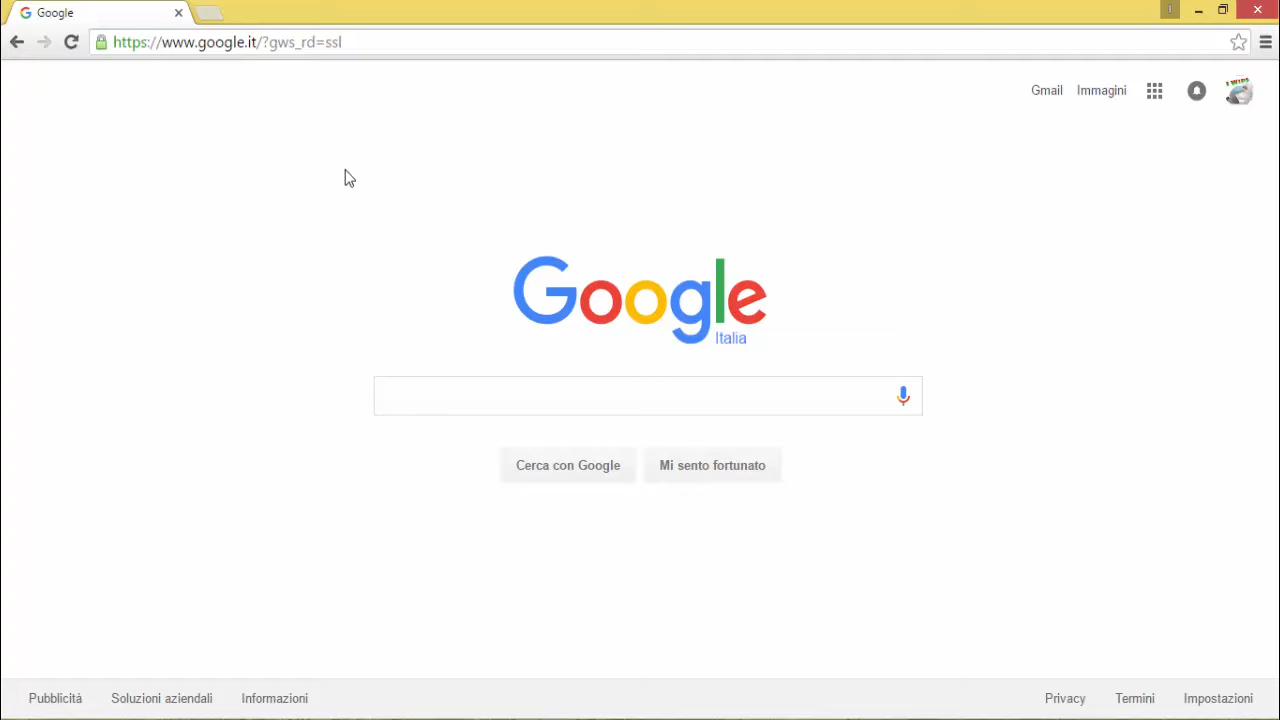 Google
https://www.google.it/?gws_rd=ssl
Gmail Immagini
Google
Italia
Cerca con Google Mi sento fortunato
Pubblicità Soluzioni aziendali Informazioni Privacy Termini Impostazioni